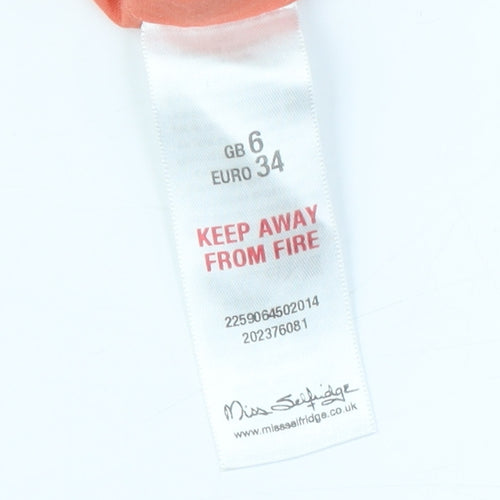 GB 6
EURO 34
KEEP AWAY
FROM FIRE
2259064502014
202376081
Miss Selfridge
www.missselfridge.co.uk